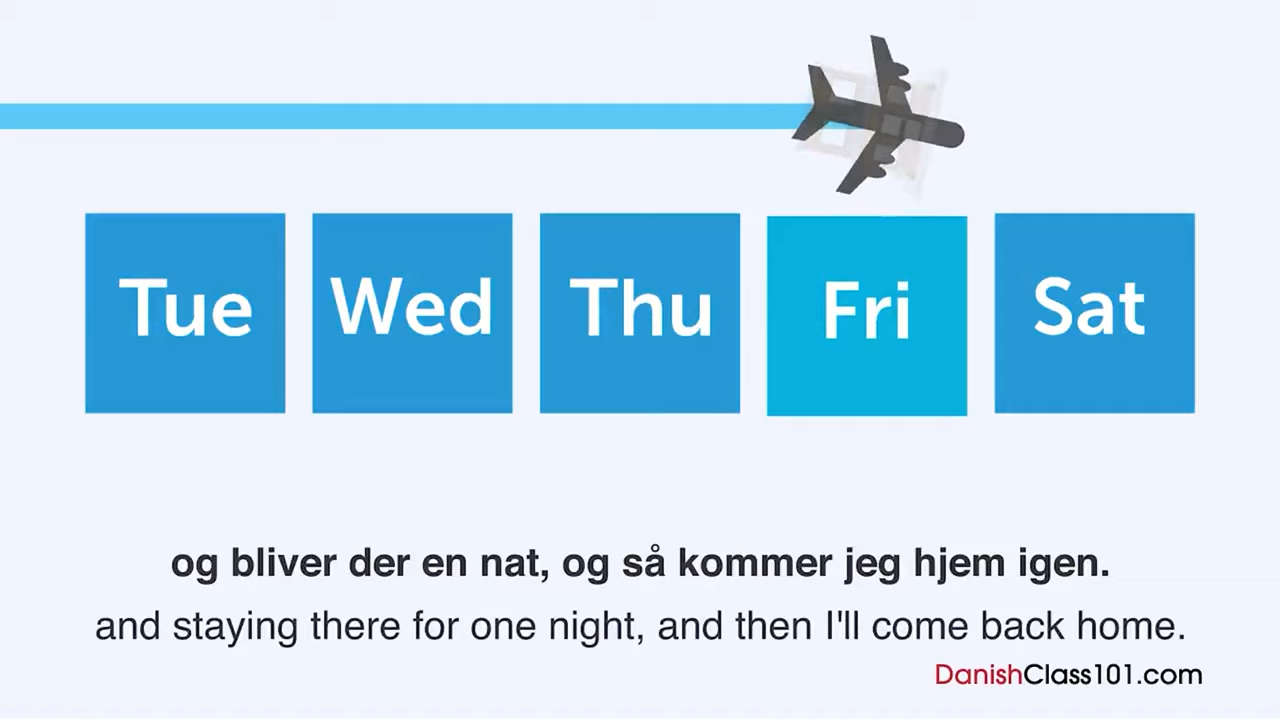 Tue Wed Thu Fri Sat
og bliver der en nat, og så kommer jeg hjem igen.
and staying there for one night, and then I'll come back home.
DanishClass101.com